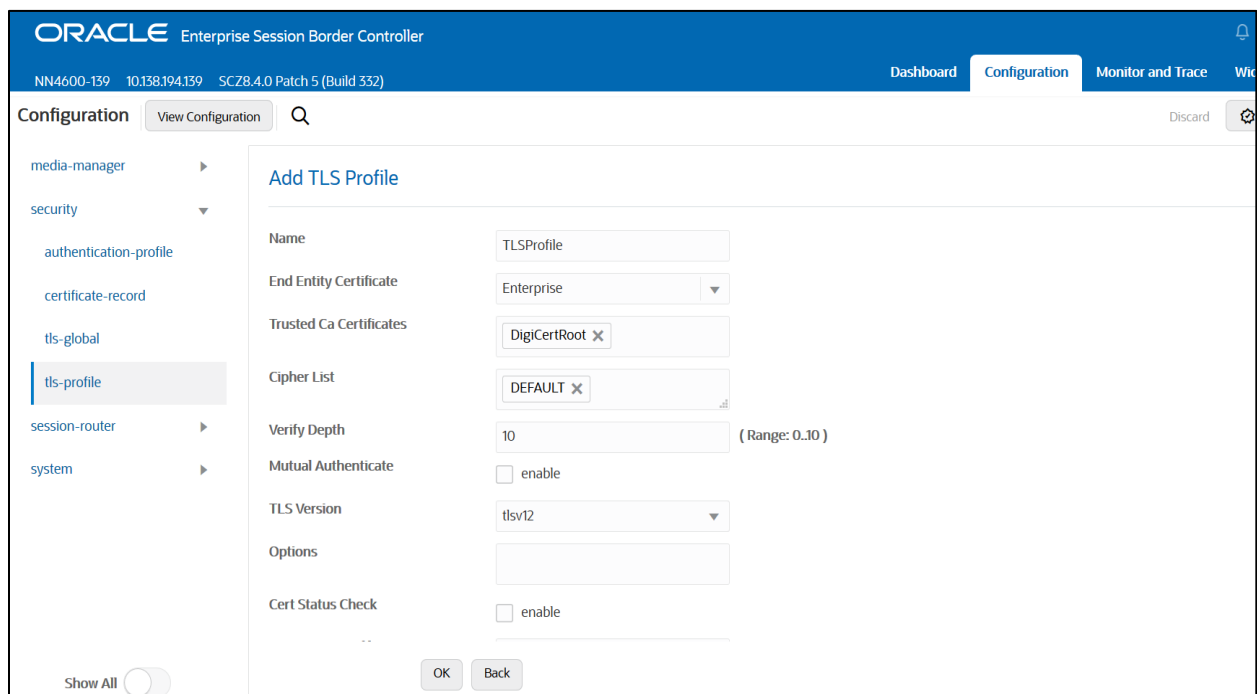 ORACLE Enterprise Session Border Controller
NN4600-139 10.138.194.139 SCZ8.4.0 Patch 5 (Build 332)
Dashboard Configuration Monitor and Trace Wid
Configuration View Configuration Discard
media-manager
security
authentication-profile
certificate-record
tls-global
tls-profile
session-router
system
Show All
Add TLS Profile
Name TLSProfile
End Entity Certificate Enterprise
Trusted Ca Certificates DigiCertRoot
Cipher List DEFAULT
Verify Depth 10 ( Range: 0..10 )
Mutual Authenticate enable
TLS Version tlsv12
Options
Cert Status Check enable
OK Back